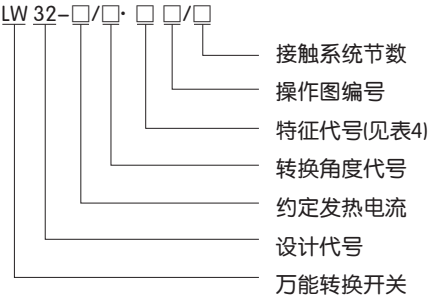 LW 32-□/□· □ □/□
接触系统节数
操作图编号
特征代号(见表4)
转换角度代号
约定发热电流
设计代号
万能转换开关